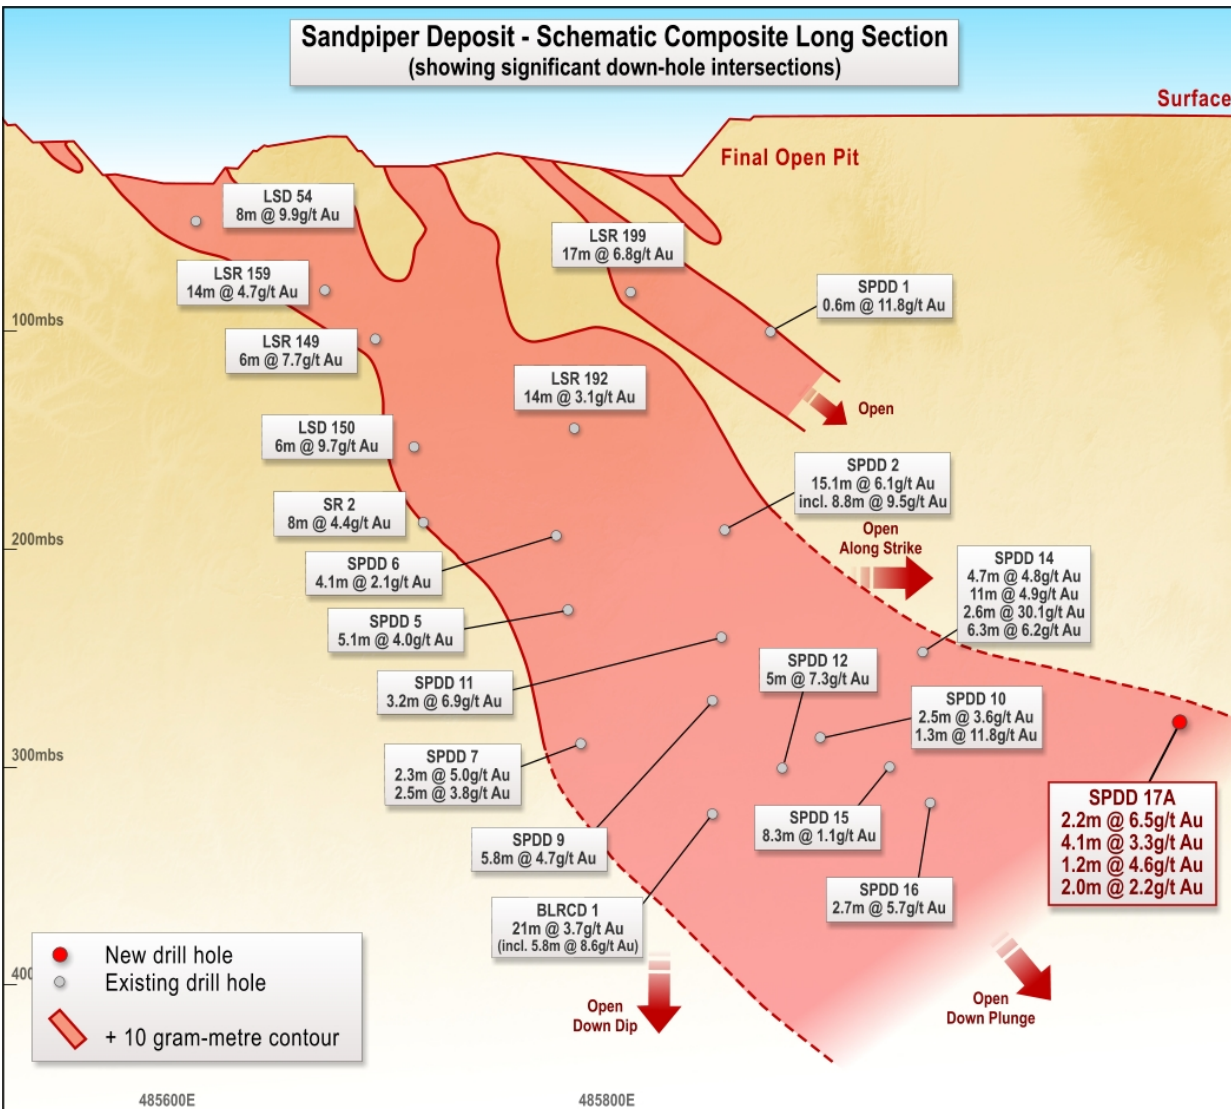 Sandpiper Deposit - Schematic Composite Long Section
(showing significant down-hole intersections)
Surface
Final Open Pit
LSD 54
8m @ 9.9g/t Au
LSR 199
17m @ 6.8g/t Au
LSR 159
14m @ 4.7g/t Au
SPDD 1
0.6m @ 11.8g/t Au
100mbs
LSR 149
6m @ 7.7g/t Au
LSR 192
14m @ 3.1g/t Au
Open
LSD 150
6m @ 9.7g/t Au
SPDD 2
15.1m @ 6.1g/t Au
incl. 8.8m @ 9.5g/t Au
SR 2
8m @ 4.4g/t Au
Open
Along Strike
200mbs
SPDD 6
4.1m @ 2.1g/t Au
SPDD 14
4.7m @ 4.8g/t Au
11m @ 4.9g/t Au
2.6m @ 30.1g/t Au
6.3m @ 6.2g/t Au
SPDD 5
5.1m @ 4.0g/t Au
SPDD 12
5m @ 7.3g/t Au
SPDD 11
3.2m @ 6.9g/t Au
SPDD 10
2.5m @ 3.6g/t Au
1.3m @ 11.8g/t Au
300mbs
SPDD 7
2.3m @ 5.0g/t Au
2.5m @ 3.8g/t Au
SPDD 17A
2.2m @ 6.5g/t Au
4.1m @ 3.3g/t Au
1.2m @ 4.6g/t Au
2.0m @ 2.2g/t Au
SPDD 15
8.3m @ 1.1g/t Au
SPDD 9
5.8m @ 4.7g/t Au
SPDD 16
2.7m @ 5.7g/t Au
BLRCD 1
21m @ 3.7g/t Au
(incl. 5.8m @ 8.6g/t Au)
New drill hole
400
Existing drill hole
+ 10 gram-metre contour
Open
Down Dip
Open
Down Plunge
485600E
485800E